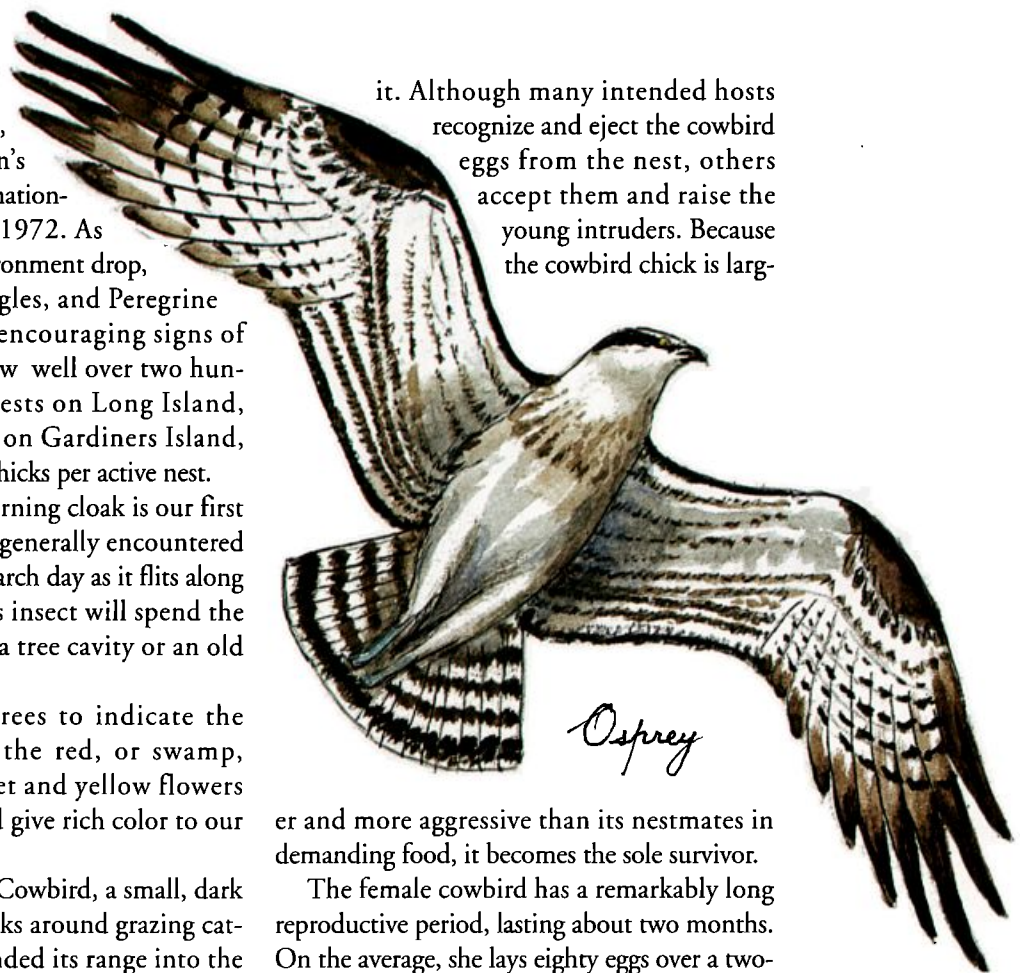 ,
n's
nation-
1972. As
ronment drop,
gles, and Peregrine
encouraging signs of
w well over two hun-
ests on Long Island,
on Gardiners Island,
hicks per active nest.
rning cloak is our first
generally encountered
arch day as it flits along
s insect will spend the
a tree cavity or an old
rees to indicate the
the red, or swamp,
et and yellow flowers
l give rich color to our
Cowbird, a small, dark
ks around grazing cat-
nded its range into the
it. Although many intended hosts
recognize and eject the cowbird
eggs from the nest, others
accept them and raise the
young intruders. Because
the cowbird chick is larg-
Osprey
er and more aggressive than its nestmates in
demanding food, it becomes the sole survivor.
The female cowbird has a remarkably long
reproductive period, lasting about two months.
On the average, she lays eighty eggs over a two-